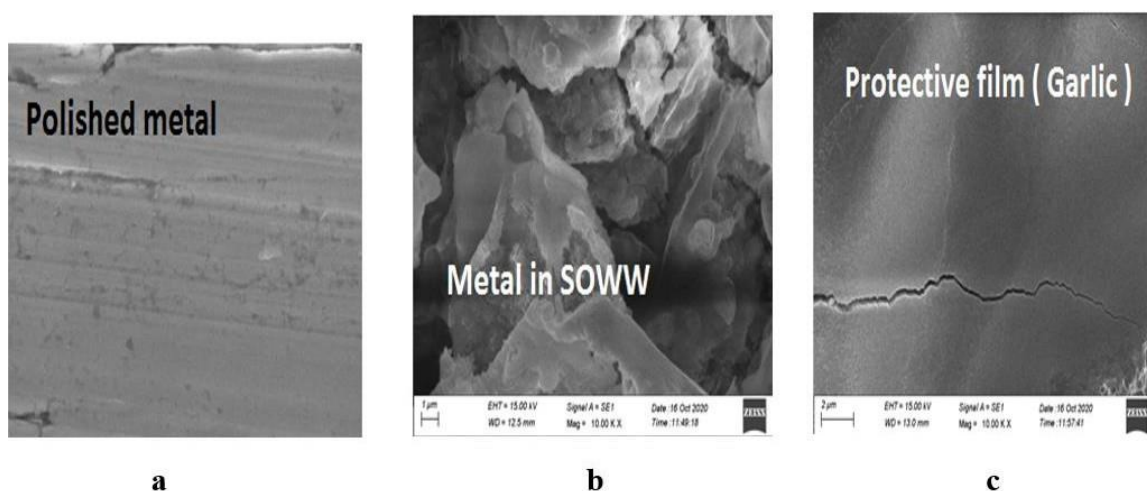 Polished metal
Metal in SOWW
1 µm
EHT = 15.00 kV
WD = 12.5 mm
Signal A = SE1
Mag = 10.00 K X
Date :16 Oct 2020
Time :11:49:18
ZEISS
Protective film ( Garlic )
2 µm
EHT = 15.00 kV
WD = 13.0 mm
Signal A = SE1
Mag = 10.00 K X
Date :16 Oct 2020
Time :11:57:41
ZEISS
a
b
c